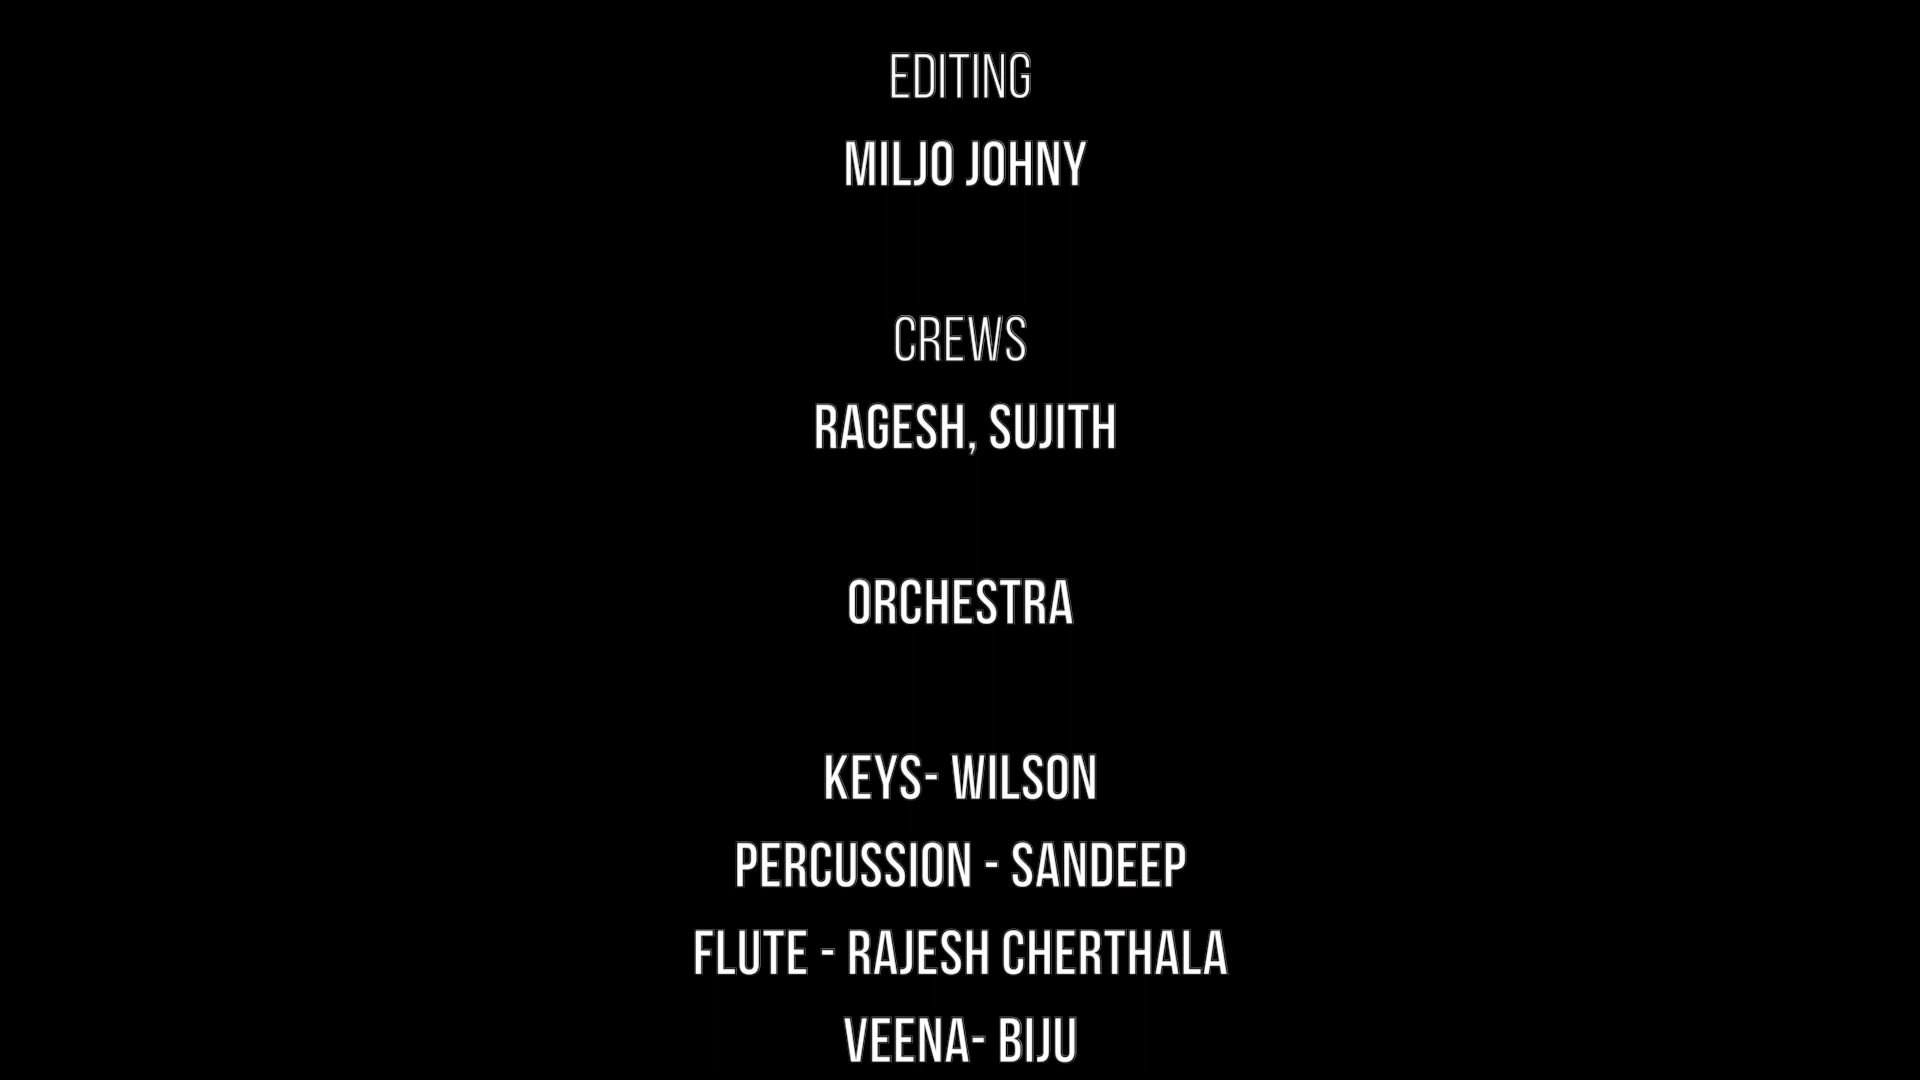 EDITING
MILJO JOHNY
CREWS
RAGESH, SUJITH
ORCHESTRA
KEYS- WILSON
PERCUSSION - SANDEEP
FLUTE - RAJESH CHERTHALA
VEENA- BIJU